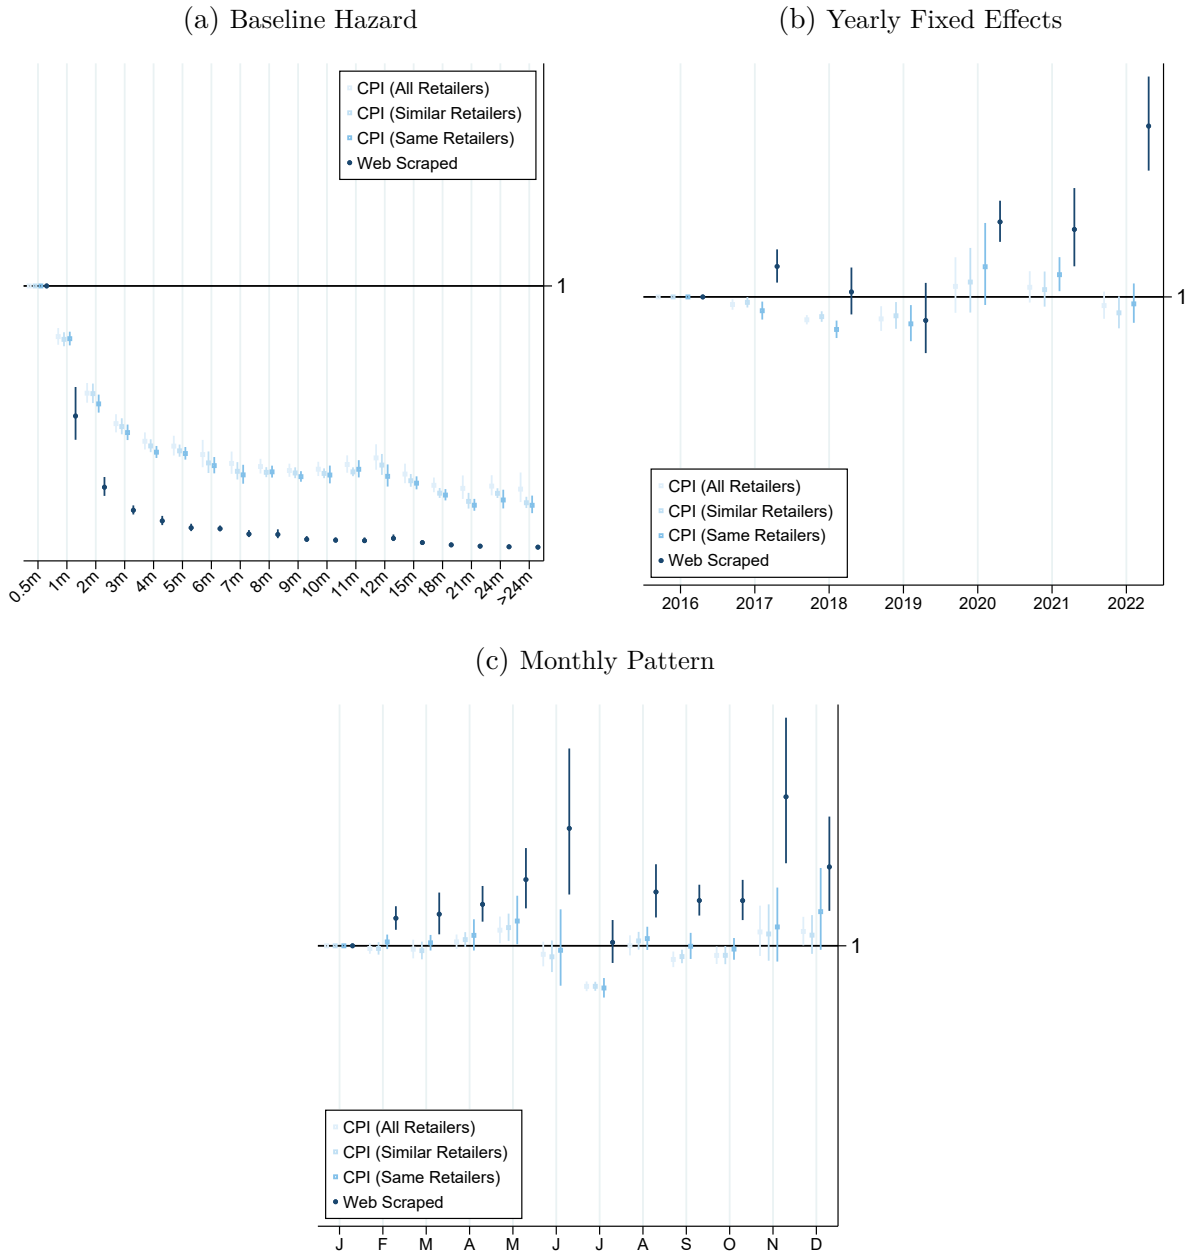 (a) Baseline Hazard
CPI (All Retailers)
CPI (Similar Retailers)
CPI (Same Retailers)
Web Scraped
1
0.5m 1m 2m 3m 4m 5m 6m 7m 8m 9m 10m 11m 12m 15m 18m 21m 24m >24m
(b) Yearly Fixed Effects
1
CPI (All Retailers)
CPI (Similar Retailers)
CPI (Same Retailers)
Web Scraped
2016 2017 2018 2019 2020 2021 2022
(c) Monthly Pattern
1
CPI (All Retailers)
CPI (Similar Retailers)
CPI (Same Retailers)
Web Scraped
J F M A M J J A S O N D